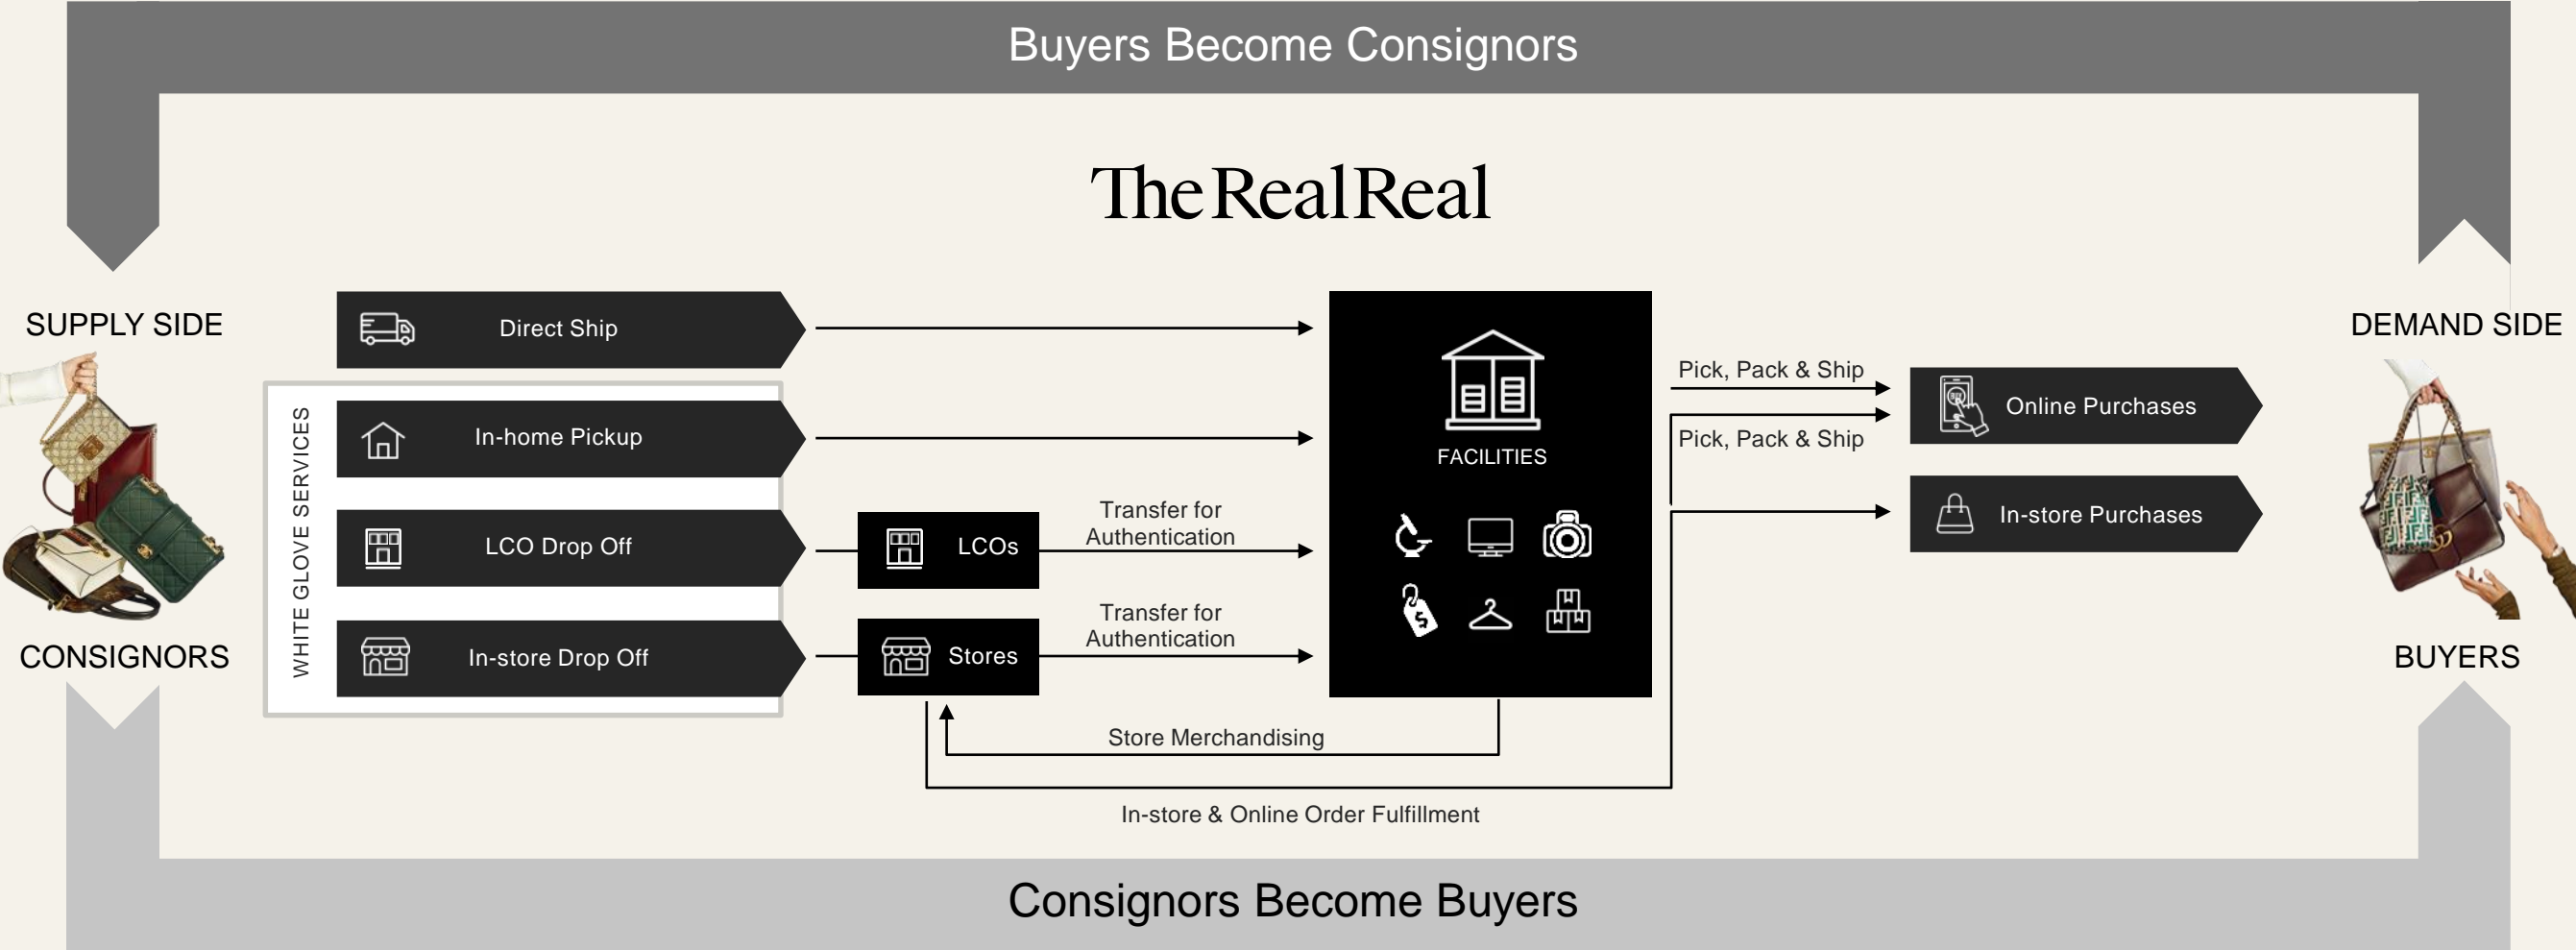 Buyers Become Consignors
The RealReal
SUPPLY SIDE
CONSIGNORS
WHITE GLOVE SERVICES
Direct Ship
In-home Pickup
LCO Drop Off
In-store Drop Off
LCOs
Stores
Transfer for
Authentication
Transfer for
Authentication
FACILITIES
$
Store Merchandising
In-store & Online Order Fulfillment
Pick, Pack & Ship
Pick, Pack & Ship
Online Purchases
In-store Purchases
DEMAND SIDE
BUYERS
Consignors Become Buyers